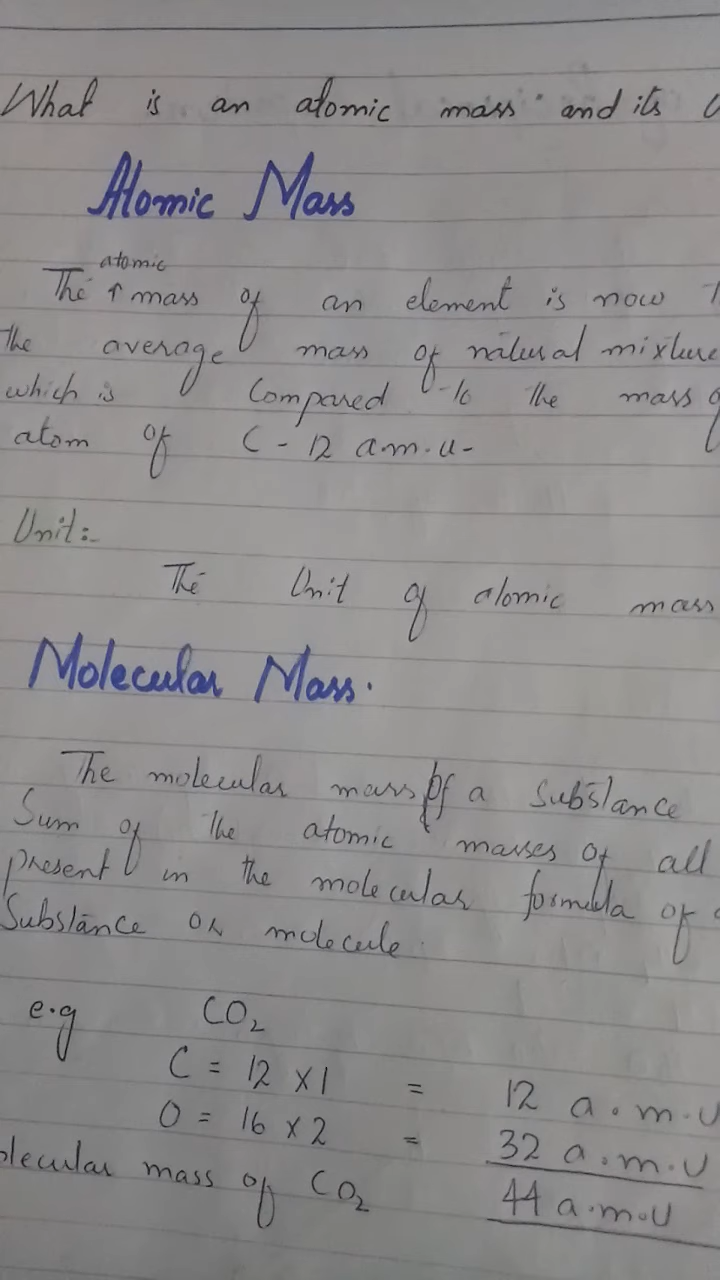 What is an atomic mass and its
Atomic Mass
atomic
The ↑ mass of an element is now
the average mass of natural mixture
which is Compared to the mass
atom of C - 12 a.m.u-
Unit:-
The Unit of atomic mass
Molecular Mass.
The molecular mass of a Substance
Sum of the atomic masses of all
present in the molecular formula of
Substance or molecule.
e.g CO₂
C = 12 x 1 = 12 a.m.u
O = 16 x 2 = 32 a.m.u
olecular mass of CO₂ 44 a.m.u